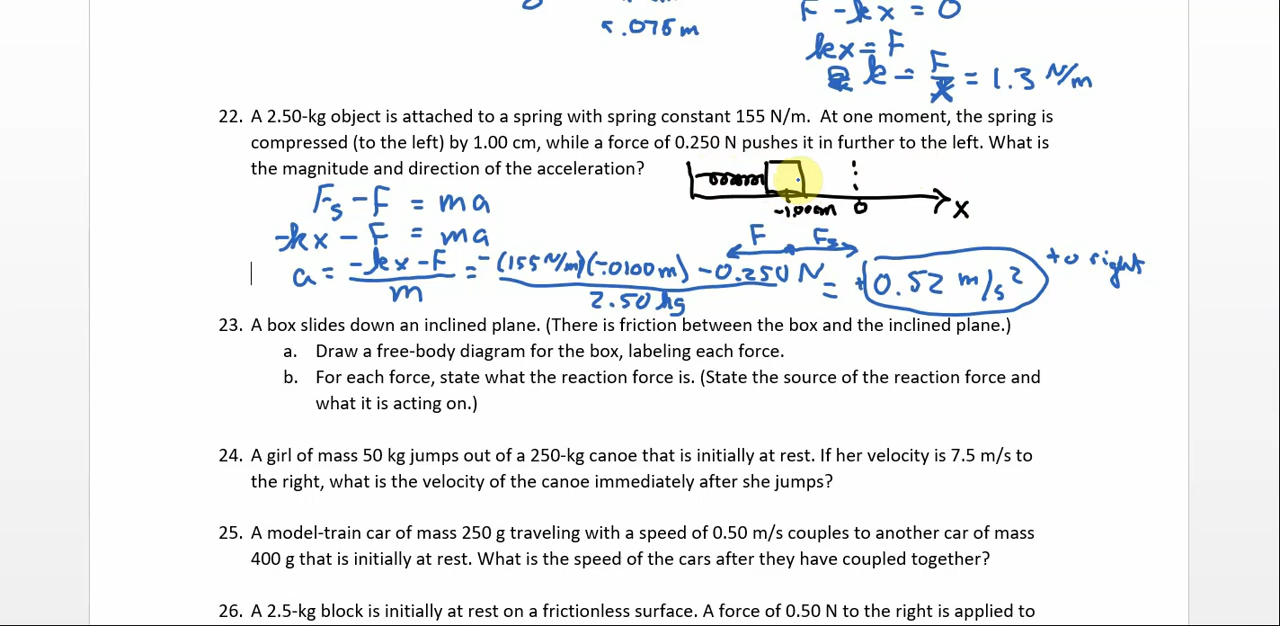 F - kx = 0
.075 m
kx = F
k = F/x = 1.3 N/m
22. A 2.50-kg object is attached to a spring with spring constant 155 N/m. At one moment, the spring is
compressed (to the left) by 1.00 cm, while a force of 0.250 N pushes it in further to the left. What is
the magnitude and direction of the acceleration?
-1.00cm 0 x
Fs - F = ma
-kx - F = ma
F Fs
a = (-kx - F)/m = (-(155 N/m)(-.0100m) - 0.250 N)/2.50 kg = +0.52 m/s² to right
23. A box slides down an inclined plane. (There is friction between the box and the inclined plane.)
a. Draw a free-body diagram for the box, labeling each force.
b. For each force, state what the reaction force is. (State the source of the reaction force and
what it is acting on.)
24. A girl of mass 50 kg jumps out of a 250-kg canoe that is initially at rest. If her velocity is 7.5 m/s to
the right, what is the velocity of the canoe immediately after she jumps?
25. A model-train car of mass 250 g traveling with a speed of 0.50 m/s couples to another car of mass
400 g that is initially at rest. What is the speed of the cars after they have coupled together?
26. A 2.5-kg block is initially at rest on a frictionless surface. A force of 0.50 N to the right is applied to